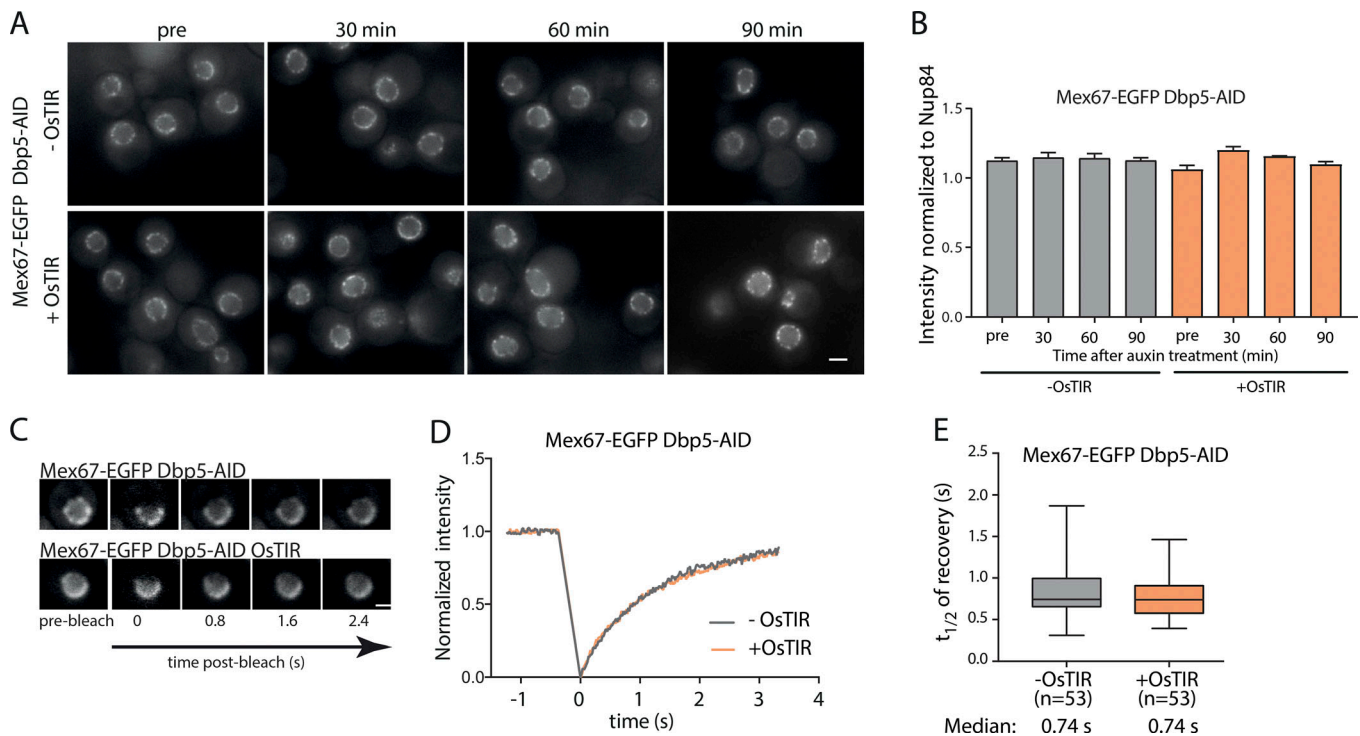 A
pre 30 min 60 min 90 min
Mex67-EGFP Dbp5-AID
- OsTIR
+ OsTIR
B
Mex67-EGFP Dbp5-AID
Intensity normalized to Nup84
1.5
1.0
0.5
0.0
pre 30 60 90 pre 30 60 90
Time after auxin treatment (min)
-OsTIR +OsTIR
C
Mex67-EGFP Dbp5-AID
Mex67-EGFP Dbp5-AID OsTIR
pre-bleach 0 0.8 1.6 2.4
time post-bleach (s)
D
Mex67-EGFP Dbp5-AID
Normalized intensity
1.5
1.0
0.5
0.0
- OsTIR
+OsTIR
-1 0 1 2 3 4
time (s)
E
Mex67-EGFP Dbp5-AID
t1/2 of recovery (s)
2.5
2.0
1.5
1.0
0.5
0.0
-OsTIR +OsTIR
(n=53) (n=53)
Median: 0.74 s 0.74 s